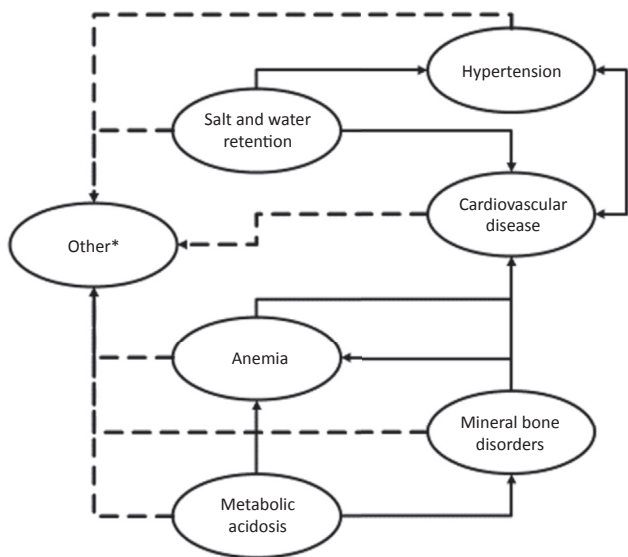 Hypertension
Salt and water
retention
Cardiovascular
disease
Other*
Anemia
Mineral bone
disorders
Metabolic
acidosis